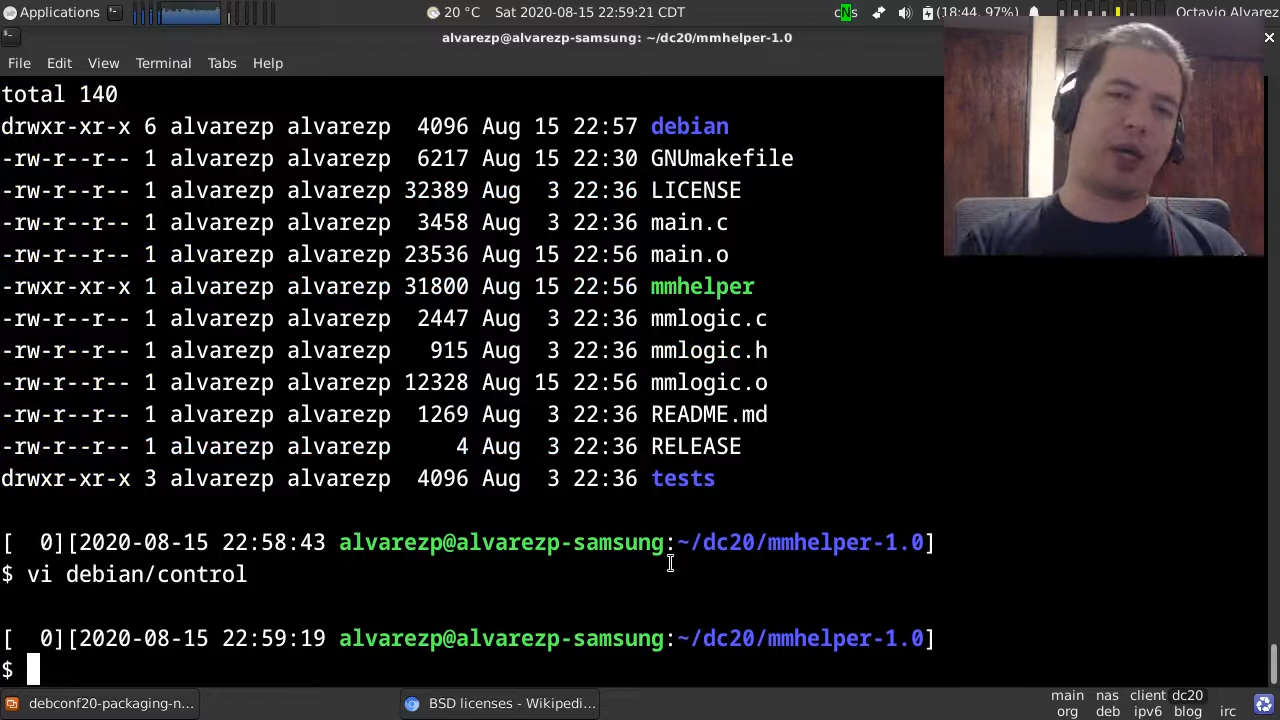 Applications 20 °C Sat 2020-08-15 22:59:21 CDT cNs (18:44, 97%) Octavio Alvarez
alvarezp@alvarezp-samsung: ~/dc20/mmhelper-1.0
File Edit View Terminal Tabs Help
total 140
drwxr-xr-x 6 alvarezp alvarezp 4096 Aug 15 22:57 debian
-rw-r--r-- 1 alvarezp alvarezp 6217 Aug 15 22:30 GNUmakefile
-rw-r--r-- 1 alvarezp alvarezp 32389 Aug 3 22:36 LICENSE
-rw-r--r-- 1 alvarezp alvarezp 3458 Aug 3 22:36 main.c
-rw-r--r-- 1 alvarezp alvarezp 23536 Aug 15 22:56 main.o
-rwxr-xr-x 1 alvarezp alvarezp 31800 Aug 15 22:56 mmhelper
-rw-r--r-- 1 alvarezp alvarezp 2447 Aug 3 22:36 mmlogic.c
-rw-r--r-- 1 alvarezp alvarezp 915 Aug 3 22:36 mmlogic.h
-rw-r--r-- 1 alvarezp alvarezp 12328 Aug 15 22:56 mmlogic.o
-rw-r--r-- 1 alvarezp alvarezp 1269 Aug 3 22:36 README.md
-rw-r--r-- 1 alvarezp alvarezp 4 Aug 3 22:36 RELEASE
drwxr-xr-x 3 alvarezp alvarezp 4096 Aug 3 22:36 tests
[ 0][2020-08-15 22:58:43 alvarezp@alvarezp-samsung:~/dc20/mmhelper-1.0]
$ vi debian/control
[ 0][2020-08-15 22:59:19 alvarezp@alvarezp-samsung:~/dc20/mmhelper-1.0]
$
debconf20-packaging-n... BSD licenses - Wikipedi...
main nas client dc20
org deb ipv6 blog irc